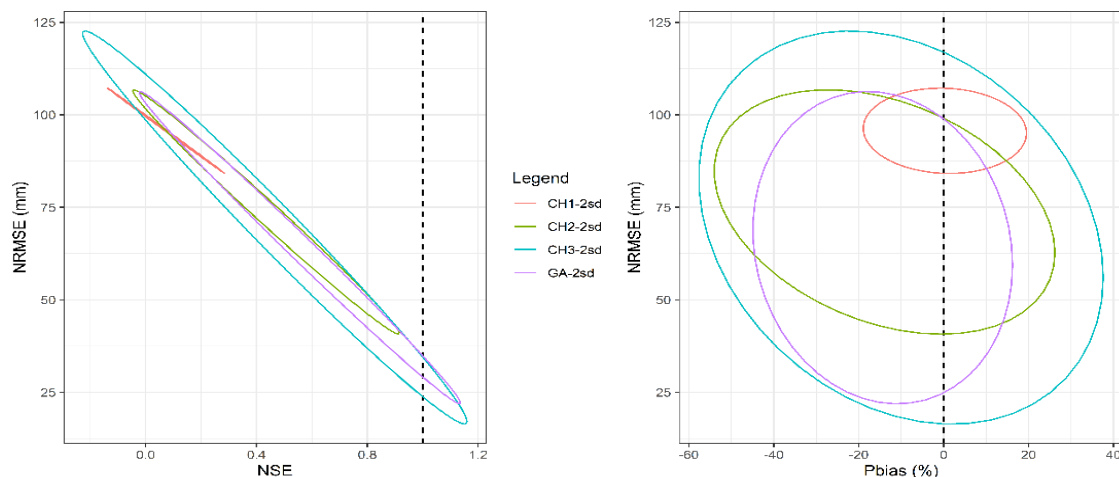 125
100
75
50
25
NRMSE (mm)
0.0 0.4 0.8 1.2
NSE
Legend
CH1-2sd
CH2-2sd
CH3-2sd
GA-2sd
125
100
75
50
25
NRMSE (mm)
-60 -40 -20 0 20 40
Pbias (%)